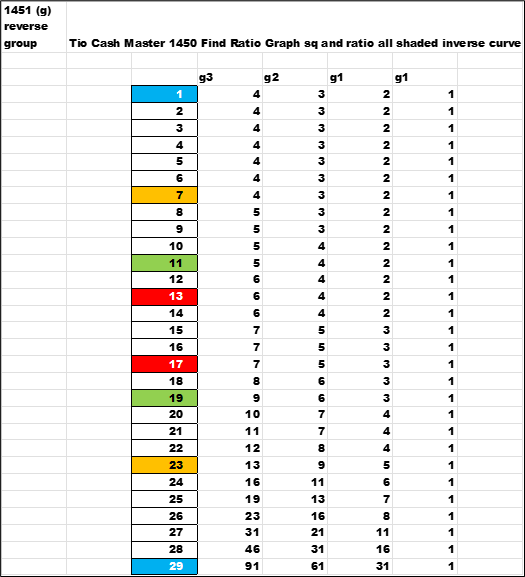 1451 (g)
reverse
group
Tio Cash Master 1450 Find Ratio Graph sq and ratio all shaded inverse curve
g3 g2 g1 g1
1 4 3 2 1
2 4 3 2 1
3 4 3 2 1
4 4 3 2 1
5 4 3 2 1
6 4 3 2 1
7 4 3 2 1
8 5 3 2 1
9 5 3 2 1
10 5 4 2 1
11 5 4 2 1
12 6 4 2 1
13 6 4 2 1
14 6 4 2 1
15 7 5 3 1
16 7 5 3 1
17 7 5 3 1
18 8 6 3 1
19 9 6 3 1
20 10 7 4 1
21 11 7 4 1
22 12 8 4 1
23 13 9 5 1
24 16 11 6 1
25 19 13 7 1
26 23 16 8 1
27 31 21 11 1
28 46 31 16 1
29 91 61 31 1